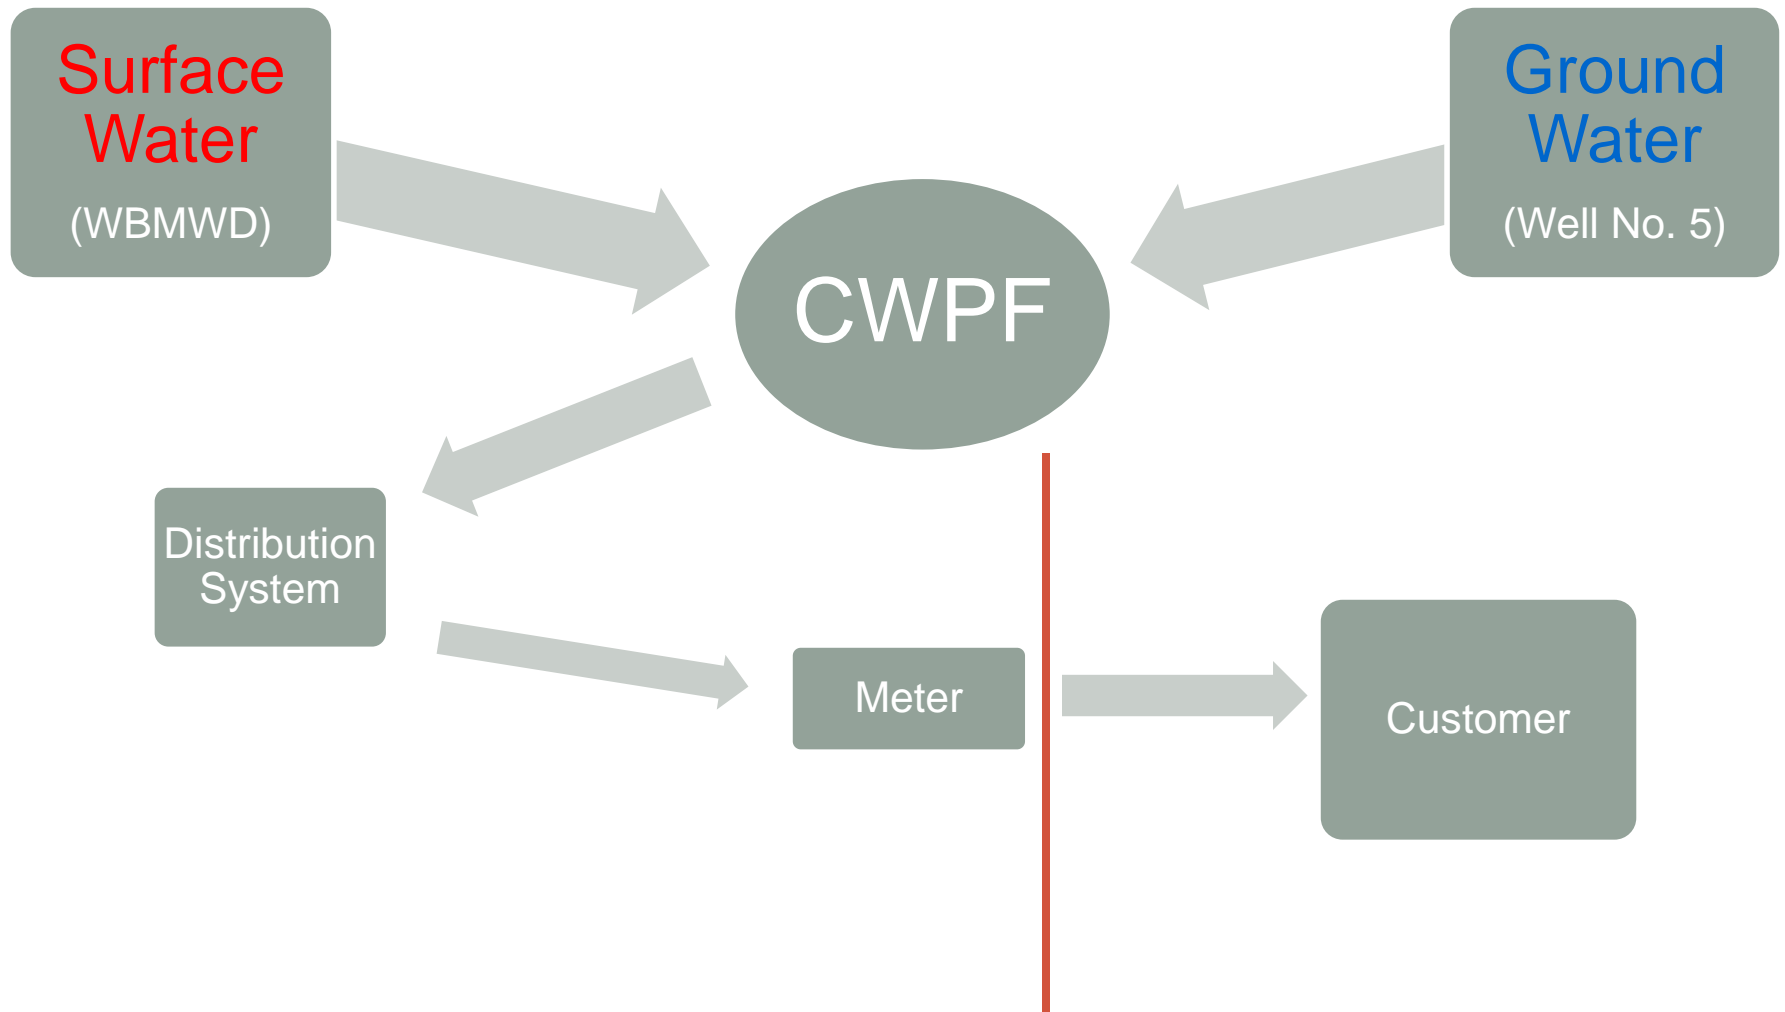 Surface
Water
(WBMWD)
Ground
Water
(Well No. 5)
CWPF
Distribution
System
Meter
Customer